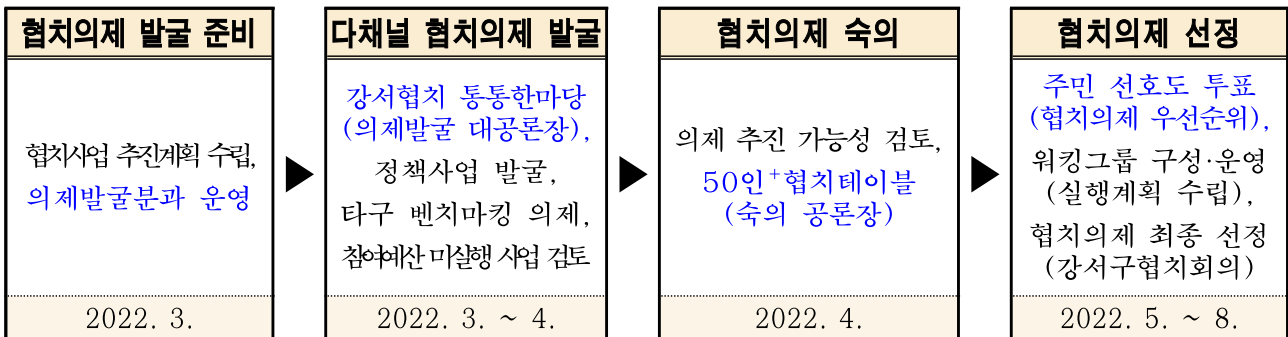 협치의제 발굴 준비
협치사업 추진계획 수립,
의제발굴분과 운영
2022. 3.
▶
다채널 협치의제 발굴
강서협치 통통한마당
(의제발굴 대공론장),
정책사업 발굴,
타구 벤치마킹 의제,
참여예산 미실행 사업 검토
2022. 3. ~ 4.
▶
협치의제 숙의
의제 추진 가능성 검토,
50인⁺협치테이블
(숙의 공론장)
2022. 4.
▶
협치의제 선정
주민 선호도 투표
(협치의제 우선순위),
워킹그룹 구성·운영
(실행계획 수립),
협치의제 최종 선정
(강서구협치회의)
2022. 5. ~ 8.